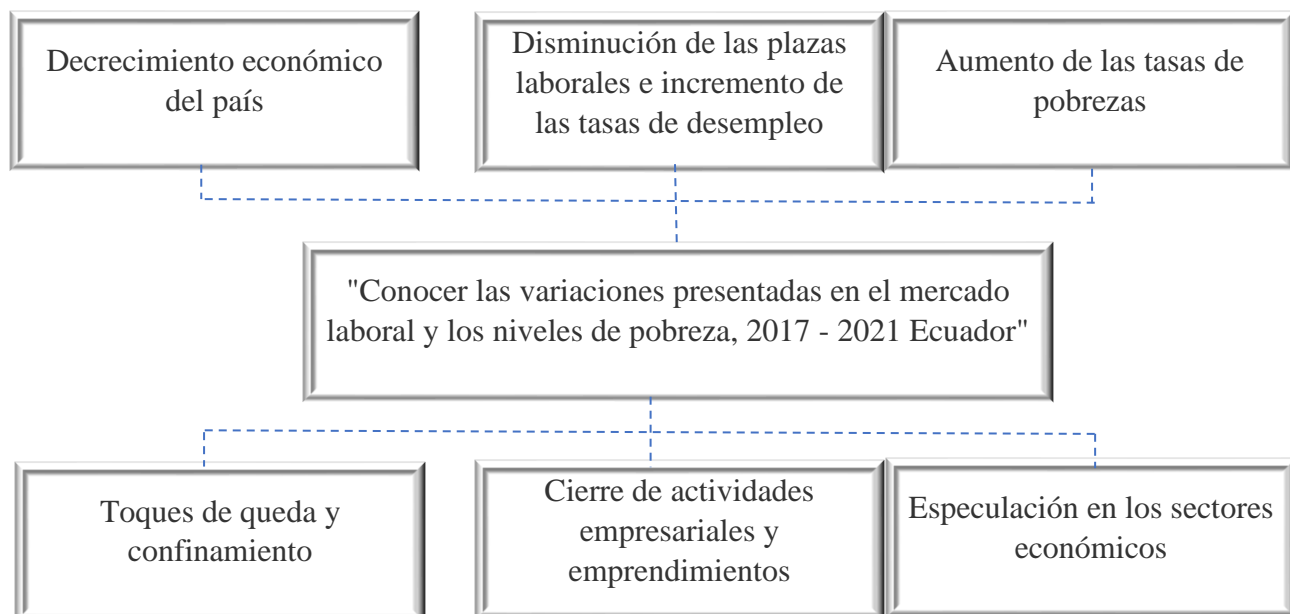 Decrecimiento económico
del país
Disminución de las plazas
laborales e incremento de
las tasas de desempleo
Aumento de las tasas de
pobrezas
"Conocer las variaciones presentadas en el mercado
laboral y los niveles de pobreza, 2017 - 2021 Ecuador"
Toques de queda y
confinamiento
Cierre de actividades
empresariales y
emprendimientos
Especulación en los sectores
económicos